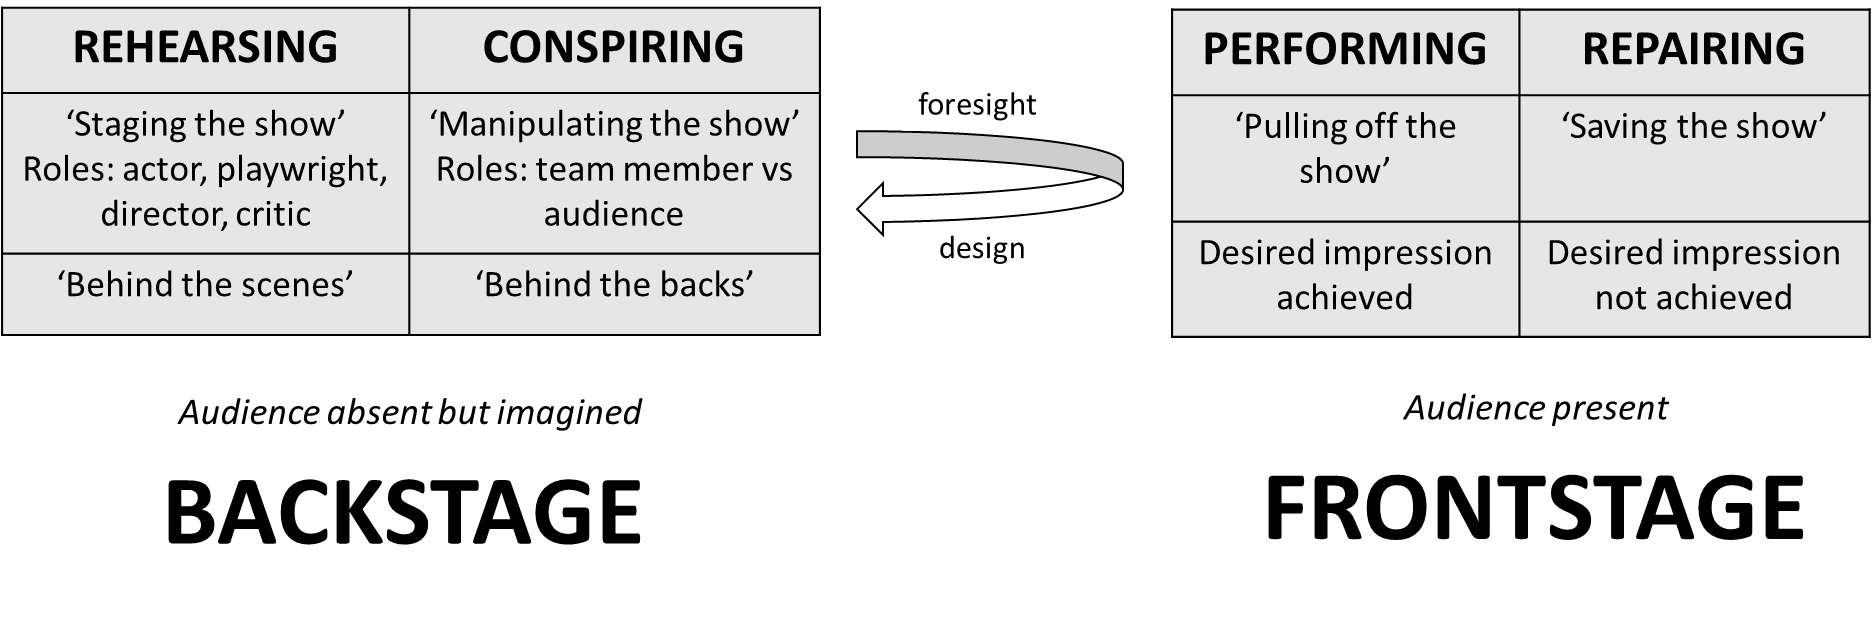 REHEARSING
‘Staging the show’
Roles: actor, playwright,
director, critic
‘Behind the scenes’
CONSPIRING
‘Manipulating the show’
Roles: team member vs
audience
‘Behind the backs’
Audience absent but imagined
BACKSTAGE
foresight
design
PERFORMING
‘Pulling off the
show’
Desired impression
achieved
REPAIRING
‘Saving the show’
Desired impression
not achieved
Audience present
FRONTSTAGE